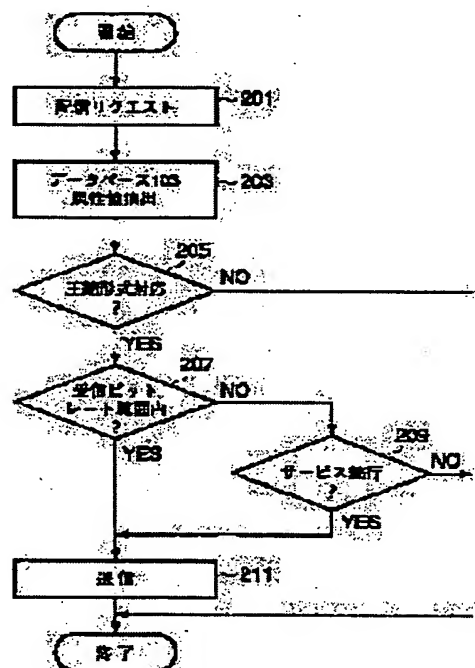 開始
配信リクエスト
201
データベース103
属性値抽出
203
205
圧縮形式対応
?
NO
YES
207
受信ビット
レート範囲内
?
NO
YES
209
サービス続行
?
NO
YES
送信
211
終了